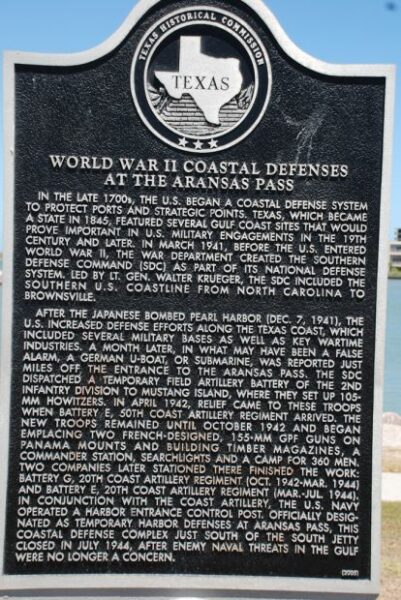 TEXAS HISTORICAL COMMISSION
TEXAS
WORLD WAR II COASTAL DEFENSES
AT THE ARANSAS PASS
IN THE LATE 1700s, THE U.S. BEGAN A COASTAL DEFENSE SYSTEM
TO PROTECT PORTS AND STRATEGIC POINTS. TEXAS, WHICH BECAME
A STATE IN 1845, FEATURED SEVERAL GULF COAST SITES THAT WOULD
PROVE IMPORTANT IN U.S. MILITARY ENGAGEMENTS IN THE 19TH
CENTURY AND LATER. IN MARCH 1941, BEFORE THE U.S. ENTERED
WORLD WAR II, THE WAR DEPARTMENT CREATED THE SOUTHERN
DEFENSE COMMAND (SDC) AS PART OF ITS NATIONAL DEFENSE
SYSTEM. LED BY LT. GEN. WALTER KRUEGER, THE SDC INCLUDED THE
SOUTHERN U.S. COASTLINE FROM NORTH CAROLINA TO
BROWNSVILLE.
AFTER THE JAPANESE BOMBED PEARL HARBOR (DEC. 7, 1941), THE
U.S. INCREASED DEFENSE EFFORTS ALONG THE TEXAS COAST, WHICH
INCLUDED SEVERAL MILITARY BASES AS WELL AS KEY WARTIME
INDUSTRIES. A MONTH LATER, IN WHAT MAY HAVE BEEN A FALSE
ALARM, A GERMAN U-BOAT, OR SUBMARINE, WAS REPORTED JUST
MILES OFF THE ENTRANCE TO THE ARANSAS PASS. THE SDC
DISPATCHED A TEMPORARY FIELD ARTILLERY BATTERY OF THE 2ND
INFANTRY DIVISION TO MUSTANG ISLAND, WHERE THEY SET UP 105-
MM HOWITZERS. IN APRIL 1942, RELIEF CAME TO THESE TROOPS
WHEN BATTERY E, 50TH COAST ARTILLERY REGIMENT ARRIVED. THE
NEW TROOPS REMAINED UNTIL OCTOBER 1942 AND BEGAN
EMPLACING TWO FRENCH-DESIGNED, 155-MM GPF GUNS ON
PANAMA MOUNTS AND BUILDING TIMBER MAGAZINES, A
COMMANDER STATION, SEARCHLIGHTS AND A CAMP FOR 360 MEN.
TWO COMPANIES LATER STATIONED THERE FINISHED THE WORK:
BATTERY G, 20TH COAST ARTILLERY REGIMENT (OCT. 1942-MAR. 1944)
AND BATTERY E, 20TH COAST ARTILLERY REGIMENT (MAR.-JUL. 1944).
IN CONJUNCTION WITH THE COAST ARTILLERY, THE U.S. NAVY
OPERATED A HARBOR ENTRANCE CONTROL POST. OFFICIALLY DESIG-
NATED AS TEMPORARY HARBOR DEFENSES AT ARANSAS PASS, THIS
COASTAL DEFENSE COMPLEX JUST SOUTH OF THE SOUTH JETTY
CLOSED IN JULY 1944, AFTER ENEMY NAVAL THREATS IN THE GULF
WERE NO LONGER A CONCERN.